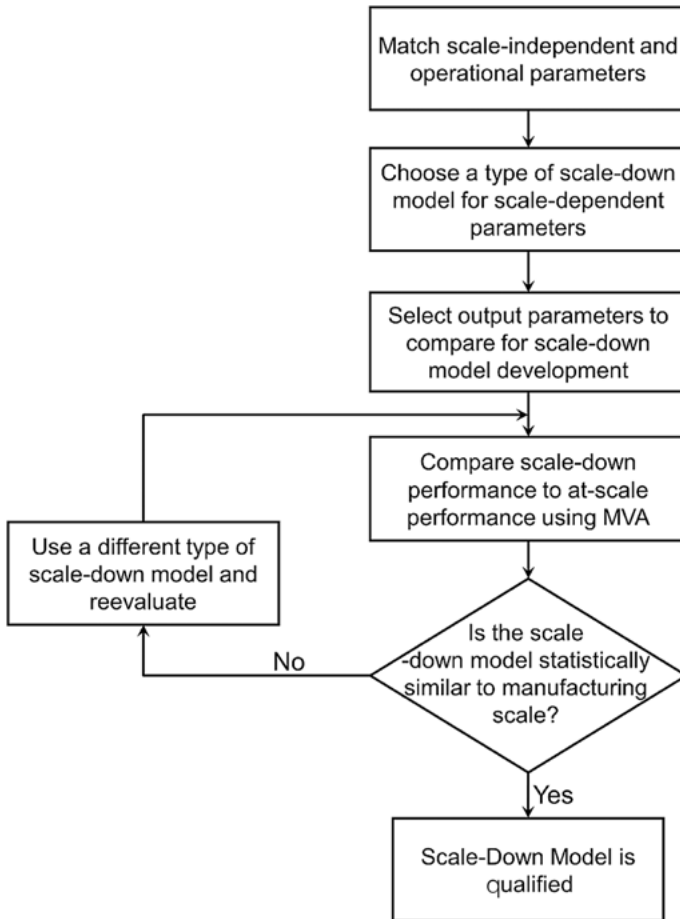 Match scale-independent and
operational parameters
Choose a type of scale-down
model for scale-dependent
parameters
Select output parameters to
compare for scale-down
model development
Compare scale-down
performance to at-scale
performance using MVA
Use a different type of
scale-down model and
reevaluate
Is the scale
-down model statistically
similar to manufacturing
scale?
No
Yes
Scale-Down Model is
qualified